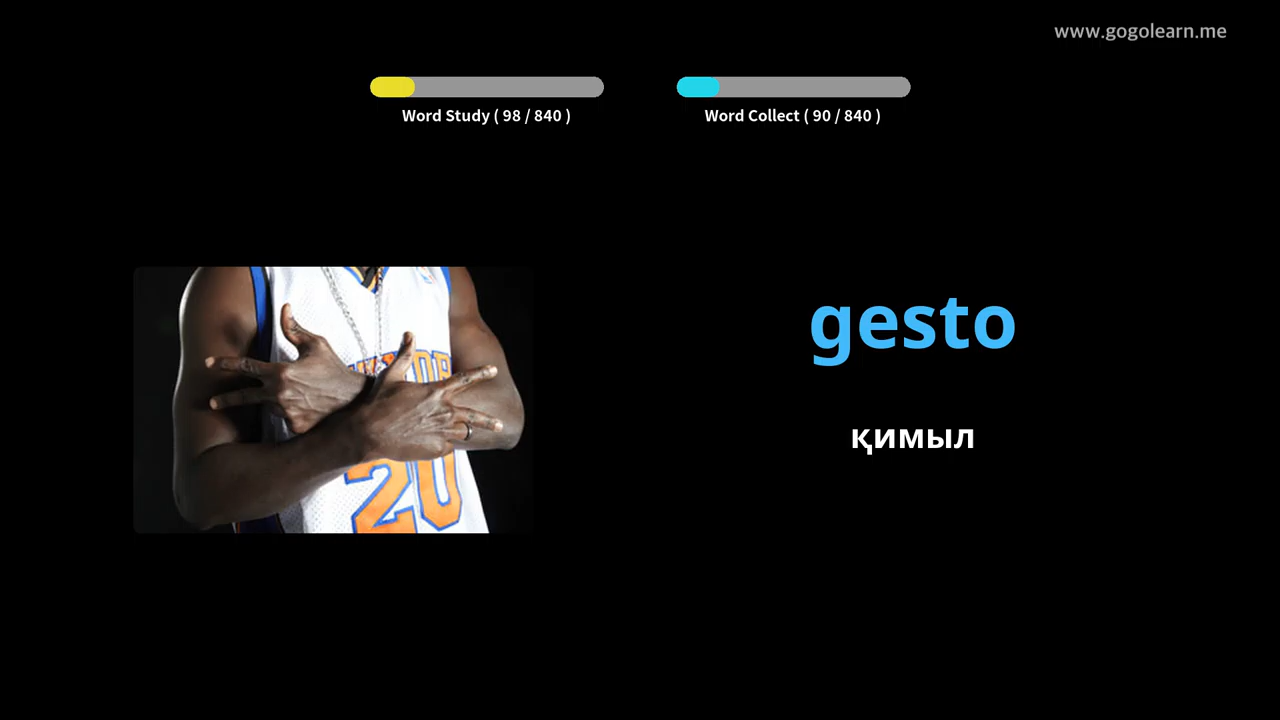 www.gogolearn.me
Word Study ( 98 / 840 )
Word Collect ( 90 / 840 )
20
gesto
қимыл